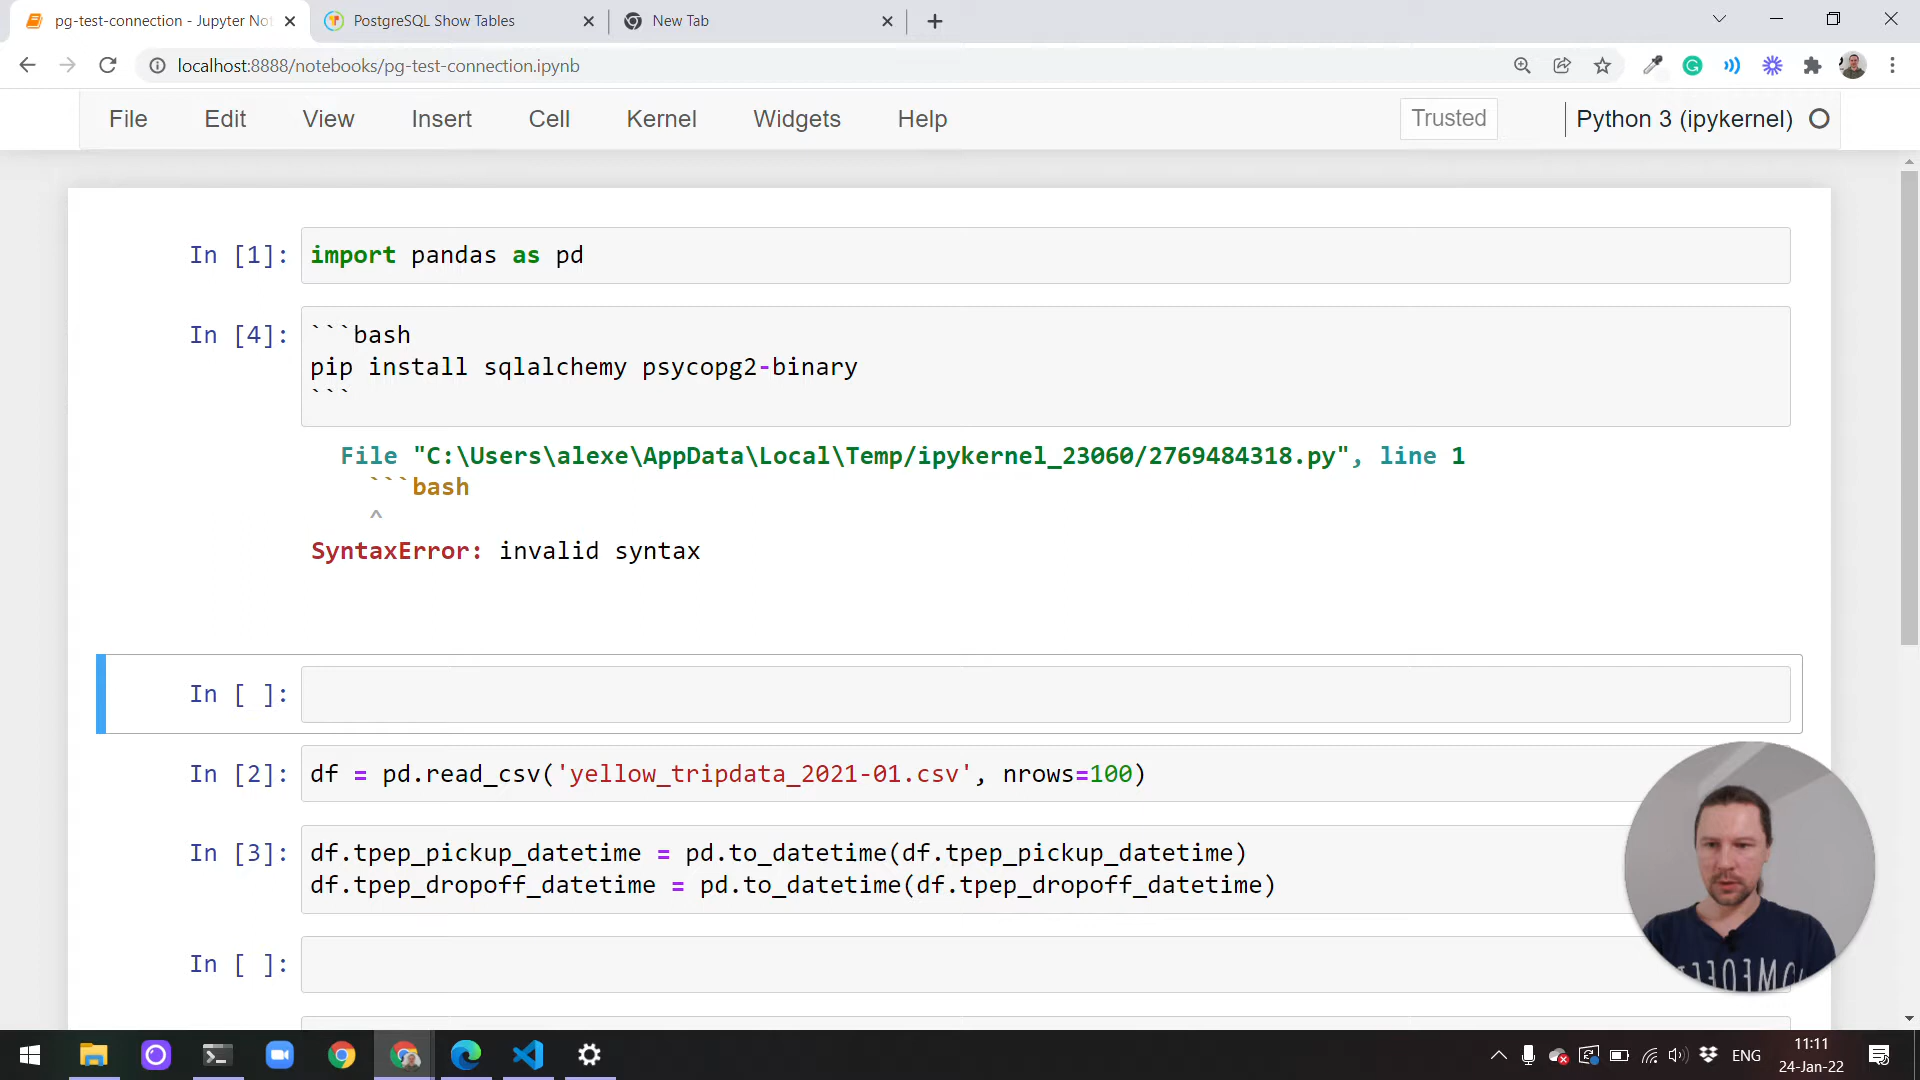 pg-test-connection - Jupyter No
PostgreSQL Show Tables
New Tab
localhost:8888/notebooks/pg-test-connection.ipynb
File Edit View Insert Cell Kernel Widgets Help Trusted Python 3 (ipykernel)
In [1]: import pandas as pd
In [4]: ```bash
pip install sqlalchemy psycopg2-binary
```
File "C:\Users\alexe\AppData\Local\Temp/ipykernel_23060/2769484318.py", line 1
```bash
^
SyntaxError: invalid syntax
In [ ]:
In [2]: df = pd.read_csv('yellow_tripdata_2021-01.csv', nrows=100)
In [3]: df.tpep_pickup_datetime = pd.to_datetime(df.tpep_pickup_datetime)
df.tpep_dropoff_datetime = pd.to_datetime(df.tpep_dropoff_datetime)
In [ ]:
ENG
11:11
24-Jan-22